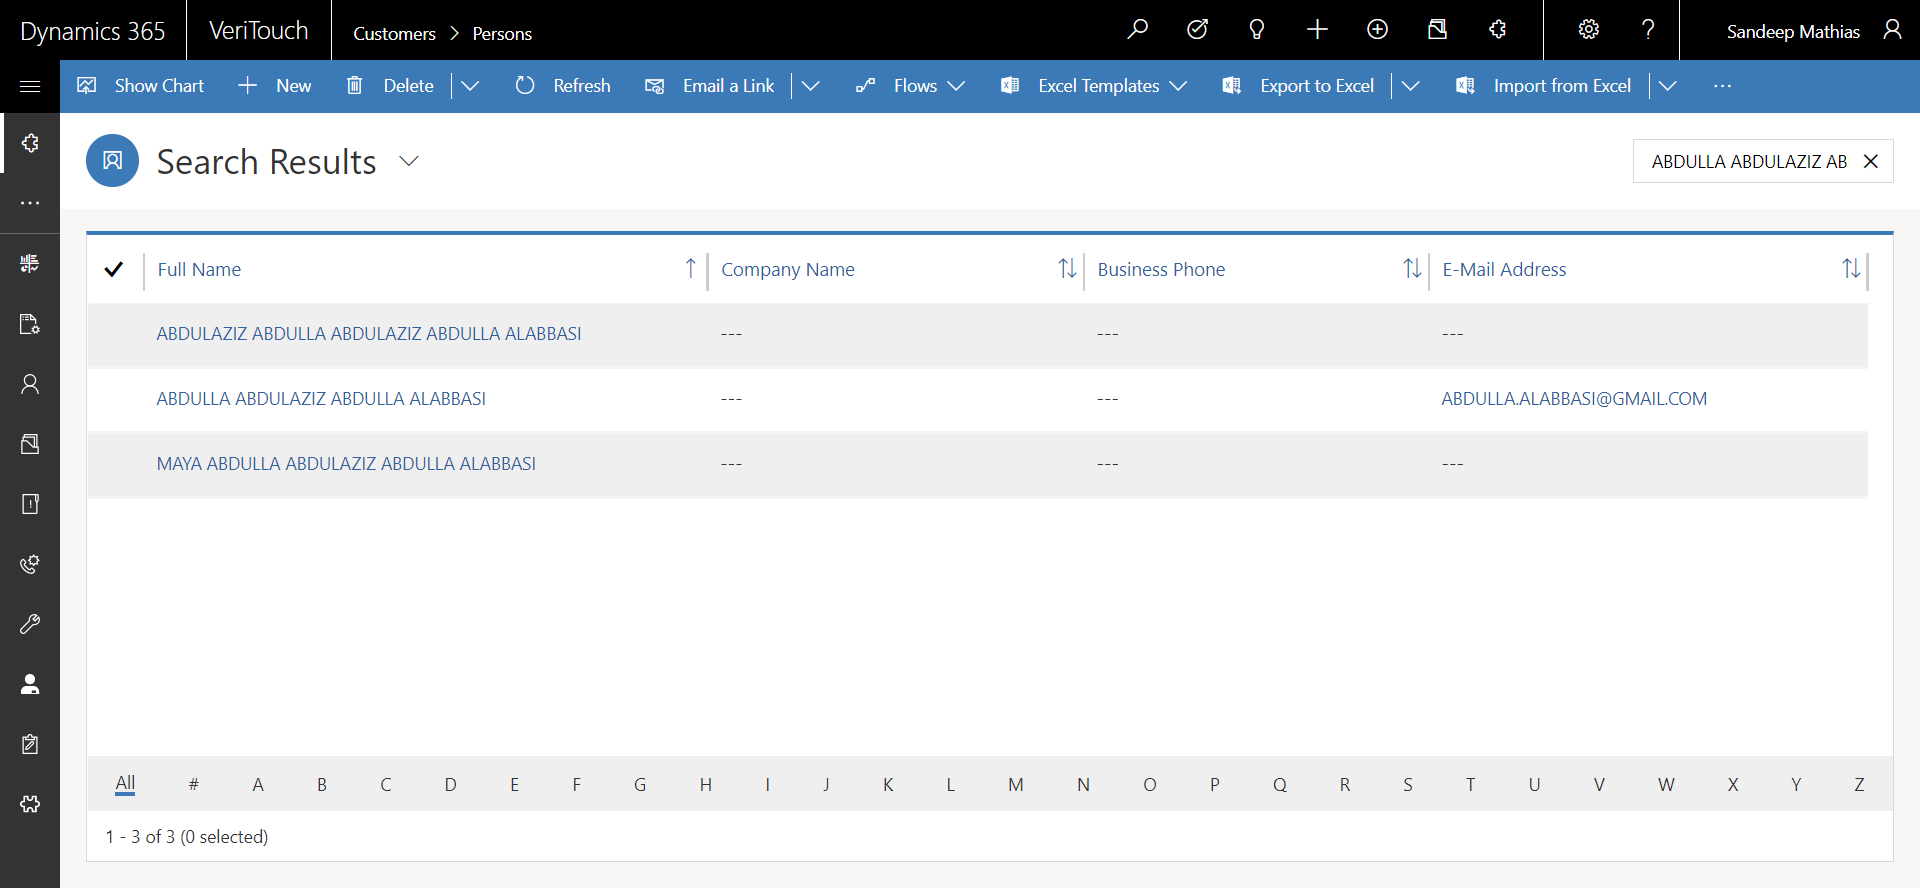 Dynamics 365 VeriTouch Customers > Persons Sandeep Mathias
Show Chart New Delete Refresh Email a Link Flows Excel Templates Export to Excel Import from Excel ...
Search Results ABDULLA ABDULAZIZ AB
Full Name Company Name Business Phone E-Mail Address
ABDULAZIZ ABDULLA ABDULAZIZ ABDULLA ALABBASI --- --- ---
ABDULLA ABDULAZIZ ABDULLA ALABBASI --- --- ABDULLA.ALABBASI@GMAIL.COM
MAYA ABDULLA ABDULAZIZ ABDULLA ALABBASI --- --- ---
All # A B C D E F G H I J K L M N O P Q R S T U V W X Y Z
1 - 3 of 3 (0 selected)